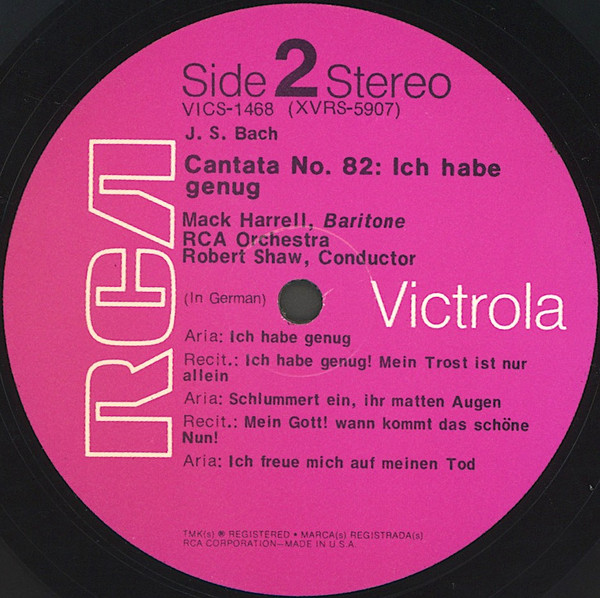 Side 2 Stereo
VICS-1468 (XVRS-5907)
J. S. Bach
Cantata No. 82: Ich habe
genug
Mack Harrell, Baritone
RCA Orchestra
Robert Shaw, Conductor
(In German)
RCA
Victrola
Aria: Ich habe genug
Recit.: Ich habe genug! Mein Trost ist nur
allein
Aria: Schlummert ein, ihr matten Augen
Recit.: Mein Gott! wann kommt das schöne
Nun!
Aria: Ich freue mich auf meinen Tod
TMK(s) ® REGISTERED • MARCA(s) REGISTRADA(s)
RCA CORPORATION—MADE IN U.S.A.